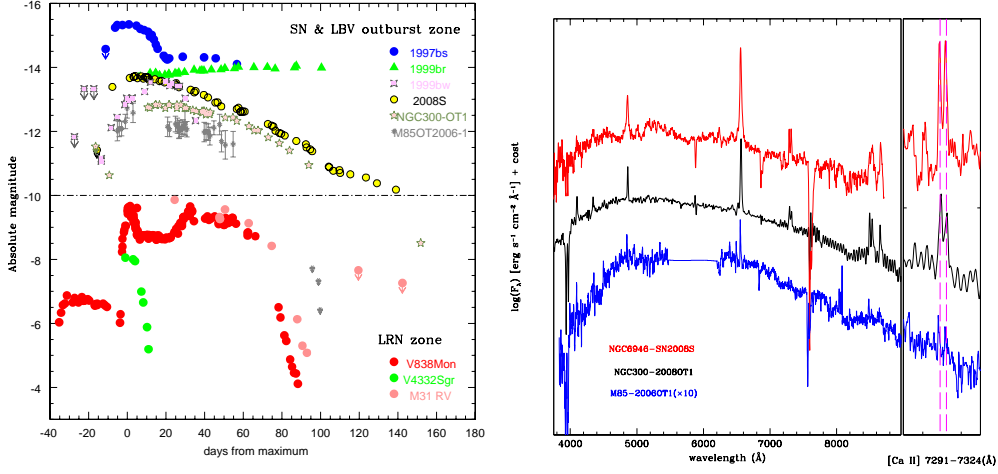 SN & LBV outburst zone
1997bs
1999br
1999bw
2008S
NGC300-OT1
M85OT2006-1
LRN zone
V838Mon
V4332Sgr
M31 RV
Absolute magnitude
-16
-14
-12
-10
-8
-6
-4
-40
-20
0
20
40
60
80
100
120
140
160
180
days from maximum
log(Fλ) [erg s⁻¹ cm⁻² Å⁻¹] + cost
NGC6946-SN2008S
NGC300-2008OT1
M85-2006OT1(×10)
4000
5000
6000
7000
8000
wavelength (Å)
[Ca II] 7291-7324(Å)